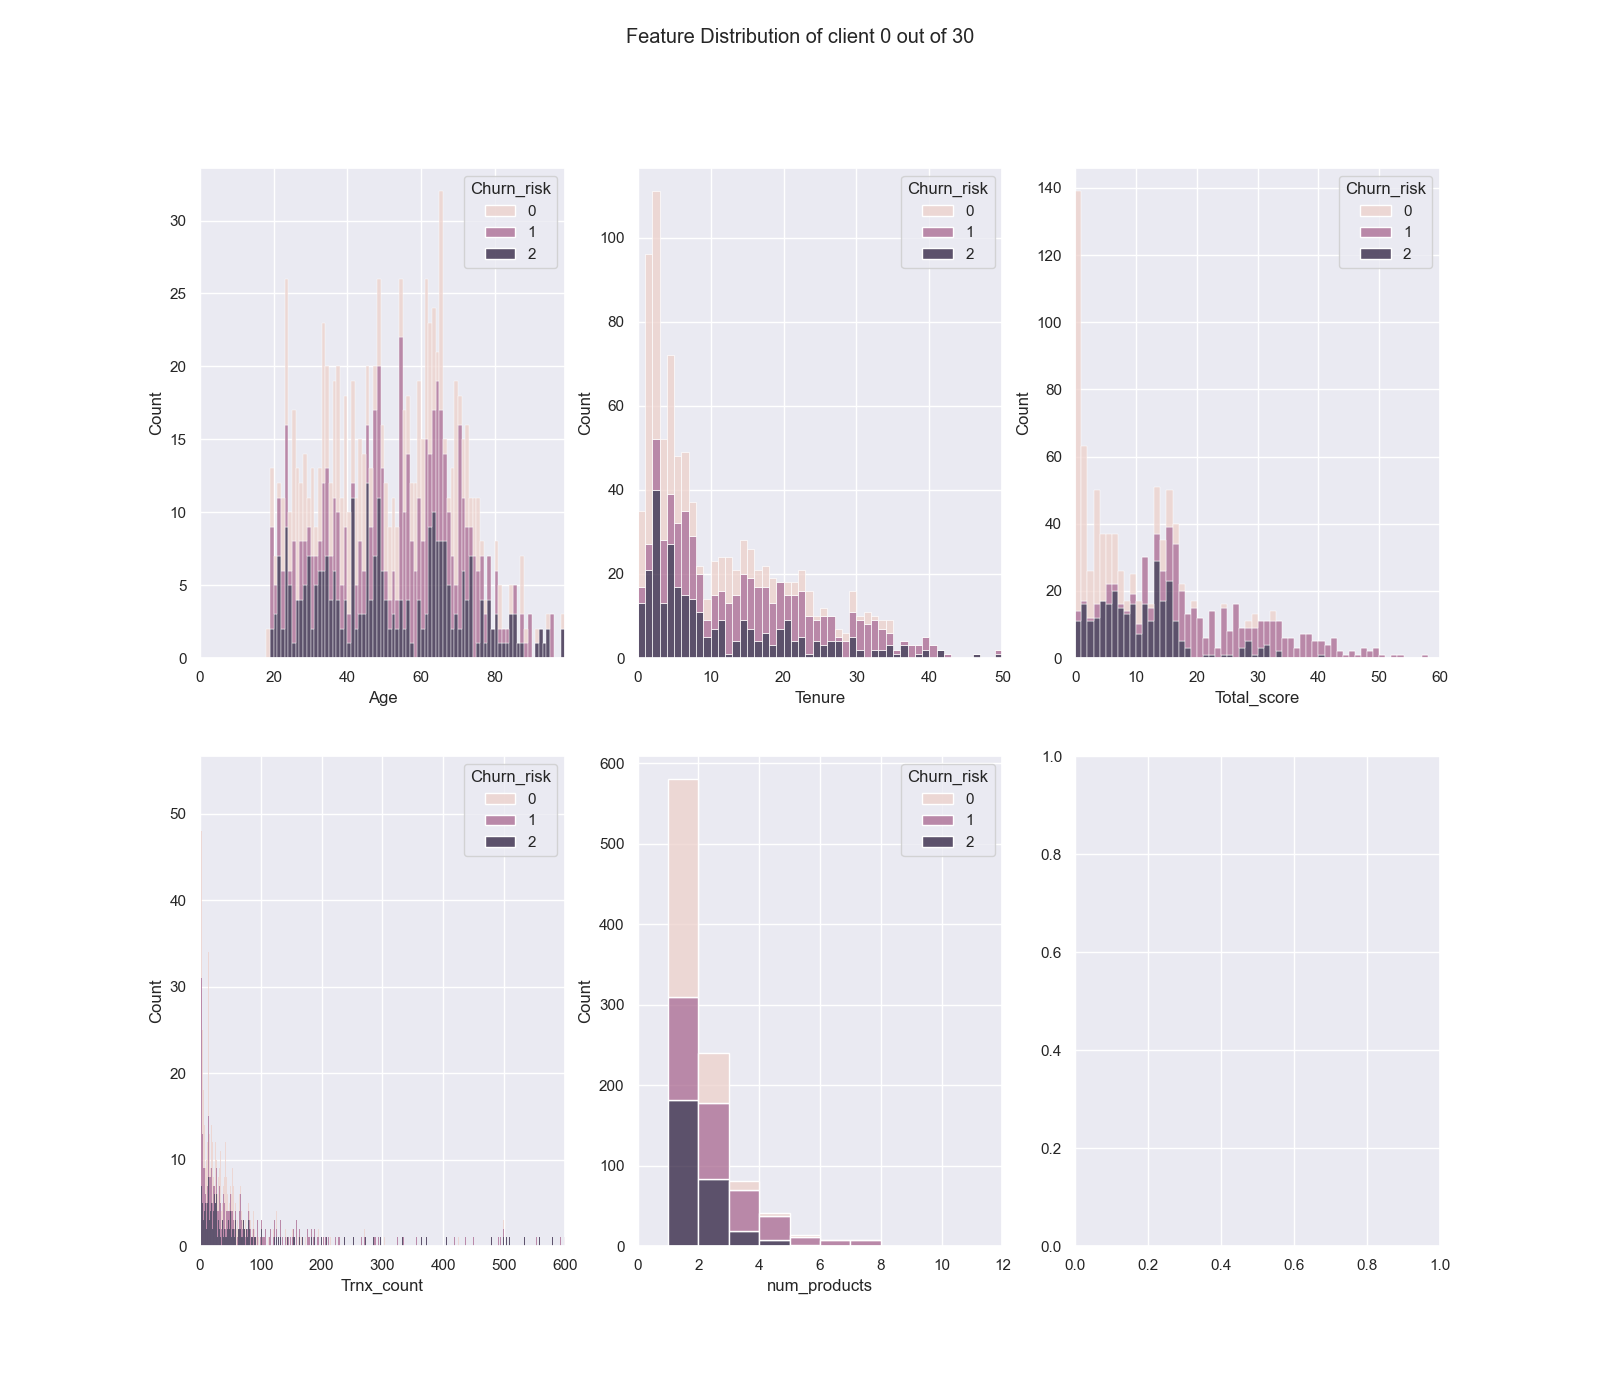 Feature Distribution of client 0 out of 30
Churn_risk
0
1
2
30
25
20
15
10
5
0
Count
0 20 40 60 80
Age
Churn_risk
0
1
2
100
80
60
40
20
0
Count
0 10 20 30 40 50
Tenure
Churn_risk
0
1
2
140
120
100
80
60
40
20
0
Count
0 10 20 30 40 50 60
Total_score
Churn_risk
0
1
2
50
40
30
20
10
0
Count
0 100 200 300 400 500 600
Trnx_count
Churn_risk
0
1
2
600
500
400
300
200
100
0
Count
0 2 4 6 8 10 12
num_products
1.0
0.8
0.6
0.4
0.2
0.0
0.0 0.2 0.4 0.6 0.8 1.0